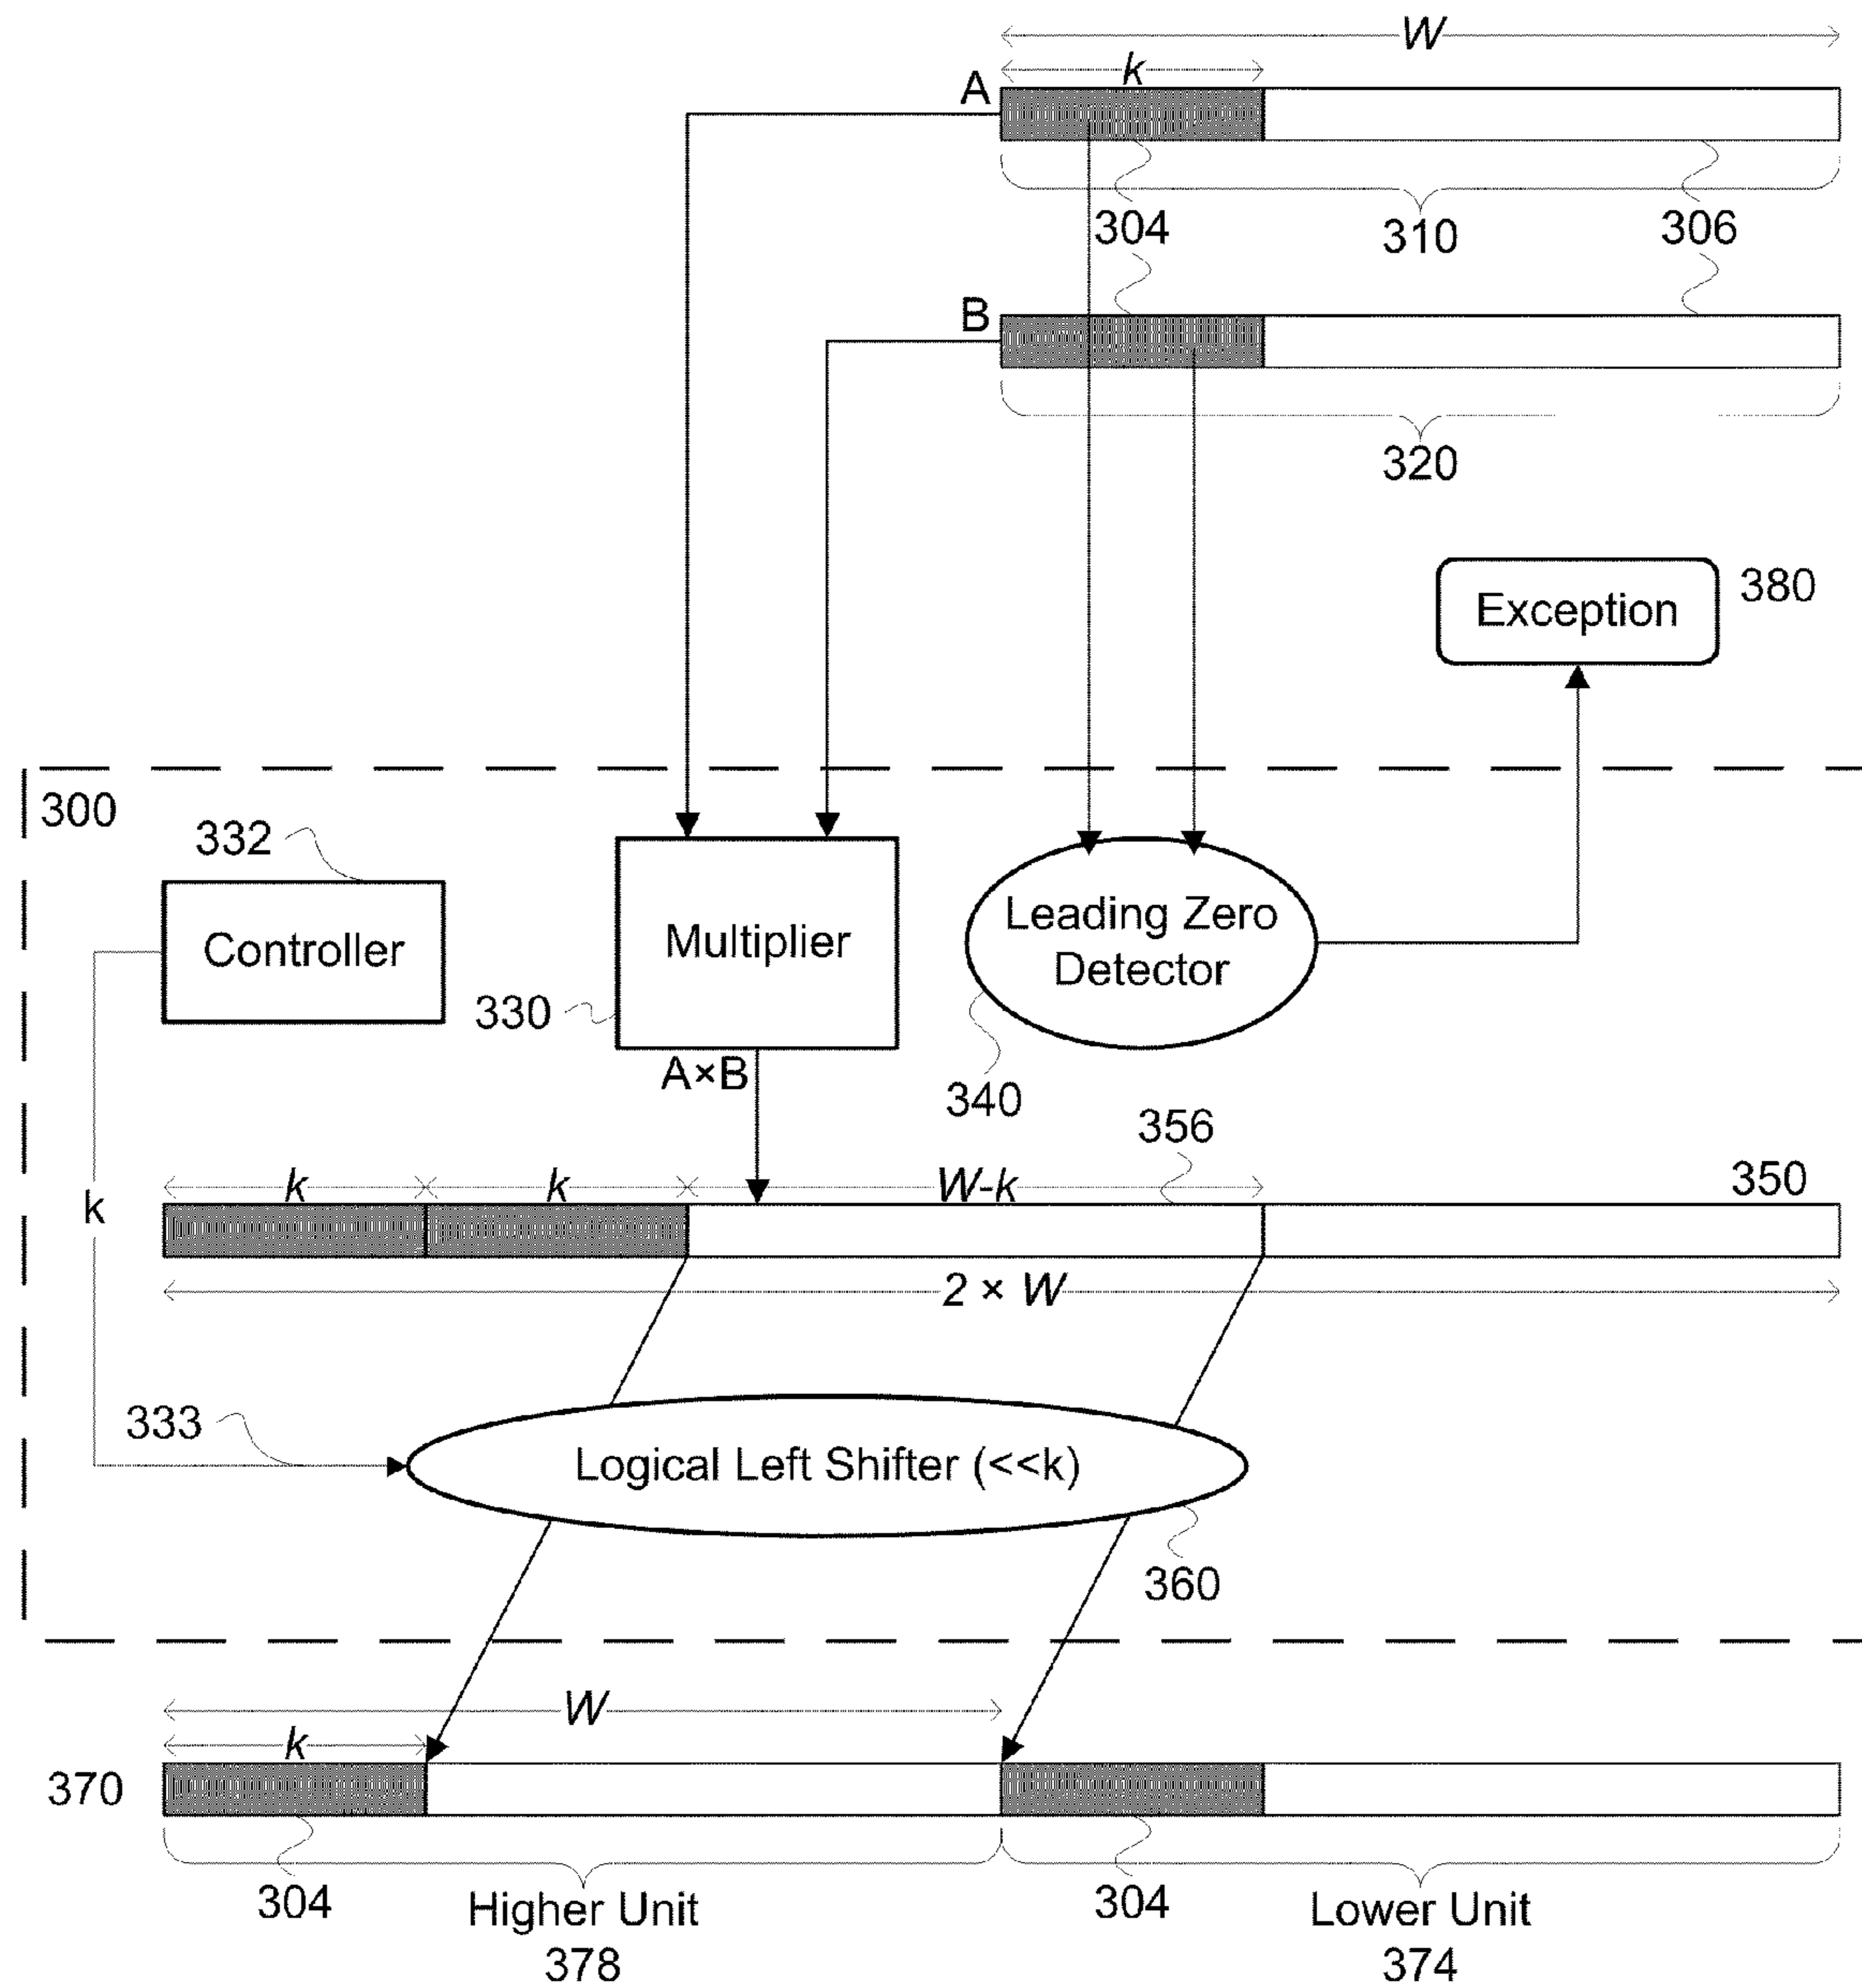 W
k
A
304
310
306
B
320
Exception
380
300
332
Controller
Multiplier
330
Leading Zero
Detector
340
A×B
356
k
k
k
W-k
350
2 × W
333
Logical Left Shifter (<<k)
360
W
k
370
304
Higher Unit
378
304
Lower Unit
374